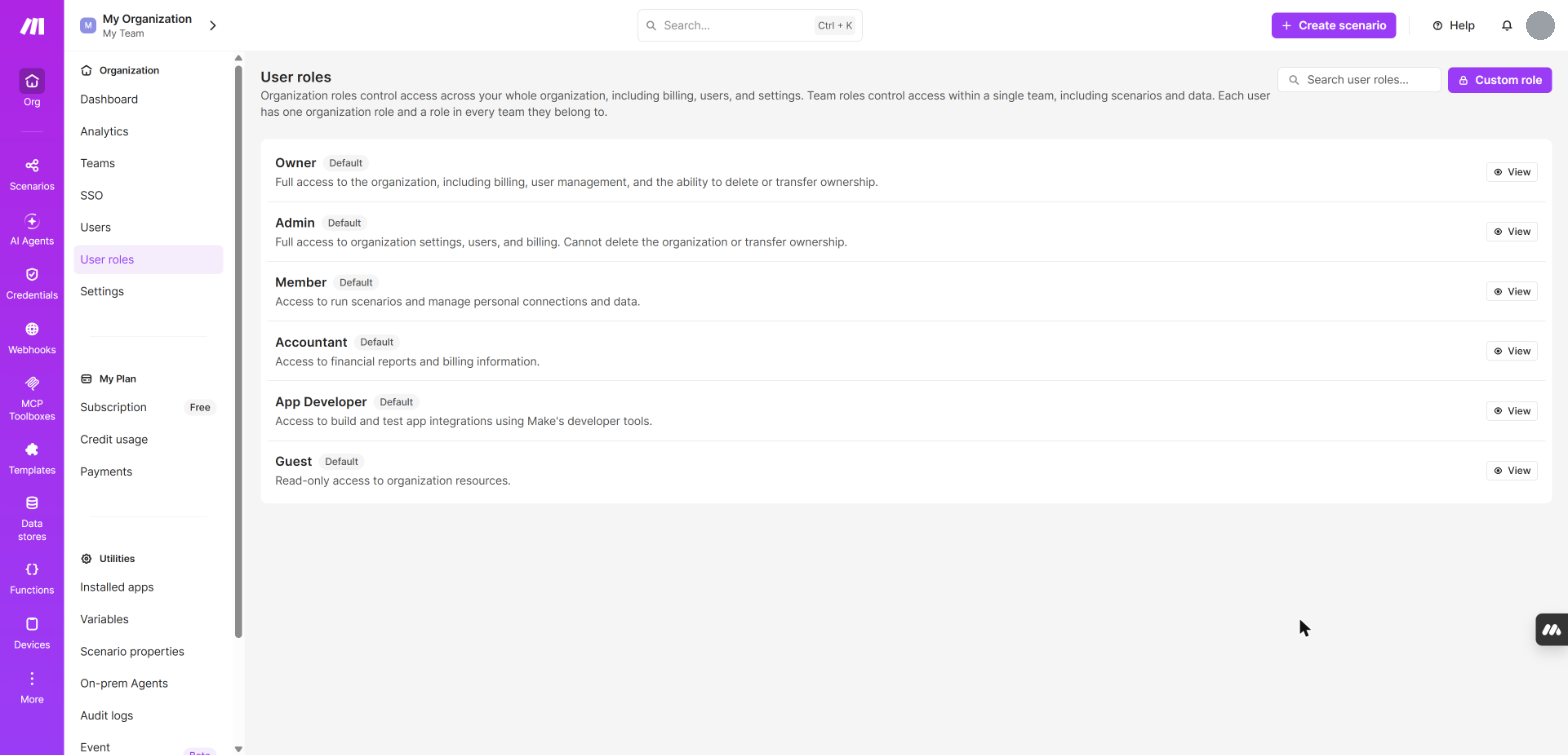 M
My Organization
My Team
Search...
Ctrl + K
Create scenario
Help
Org
Scenarios
AI Agents
Credentials
Webhooks
MCP
Toolboxes
Templates
Data
stores
Functions
Devices
More
Organization
Dashboard
Analytics
Teams
SSO
Users
User roles
Settings
My Plan
Subscription Free
Credit usage
Payments
Utilities
Installed apps
Variables
Scenario properties
On-prem Agents
Audit logs
Event Beta
User roles
Organization roles control access across your whole organization, including billing, users, and settings. Team roles control access within a single team, including scenarios and data. Each user
has one organization role and a role in every team they belong to.
Search user roles...
Custom role
Owner Default
Full access to the organization, including billing, user management, and the ability to delete or transfer ownership.
View
Admin Default
Full access to organization settings, users, and billing. Cannot delete the organization or transfer ownership.
View
Member Default
Access to run scenarios and manage personal connections and data.
View
Accountant Default
Access to financial reports and billing information.
View
App Developer Default
Access to build and test app integrations using Make's developer tools.
View
Guest Default
Read-only access to organization resources.
View